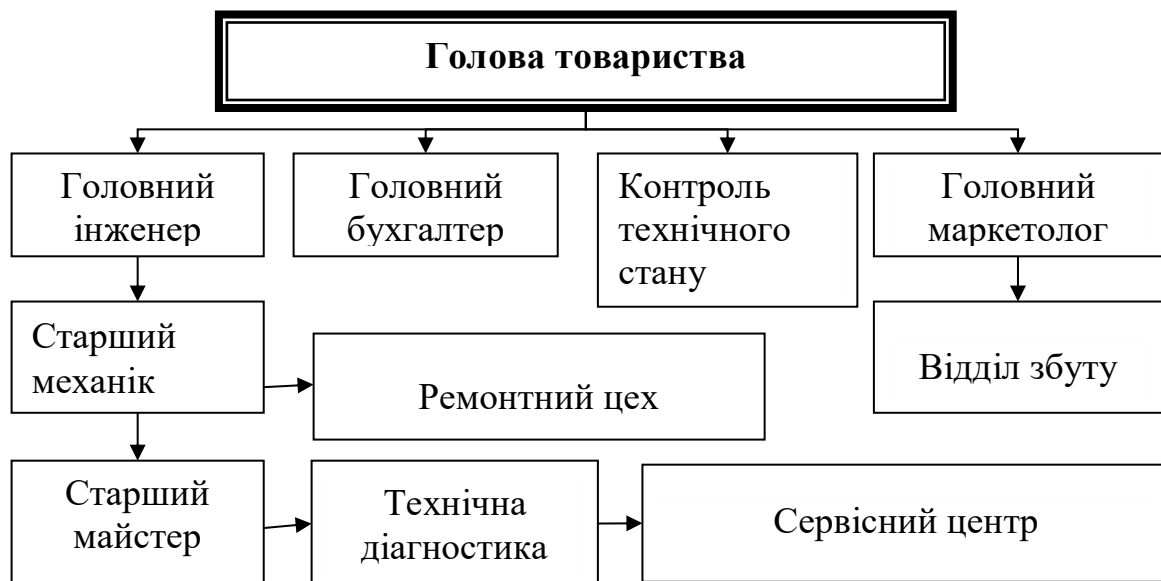 Голова товариства
Головний
інженер
Головний
бухгалтер
Контроль
технічного
стану
Головний
маркетолог
Старший
механік
Ремонтний цех
Відділ збуту
Старший
майстер
Технічна
діагностика
Сервісний центр